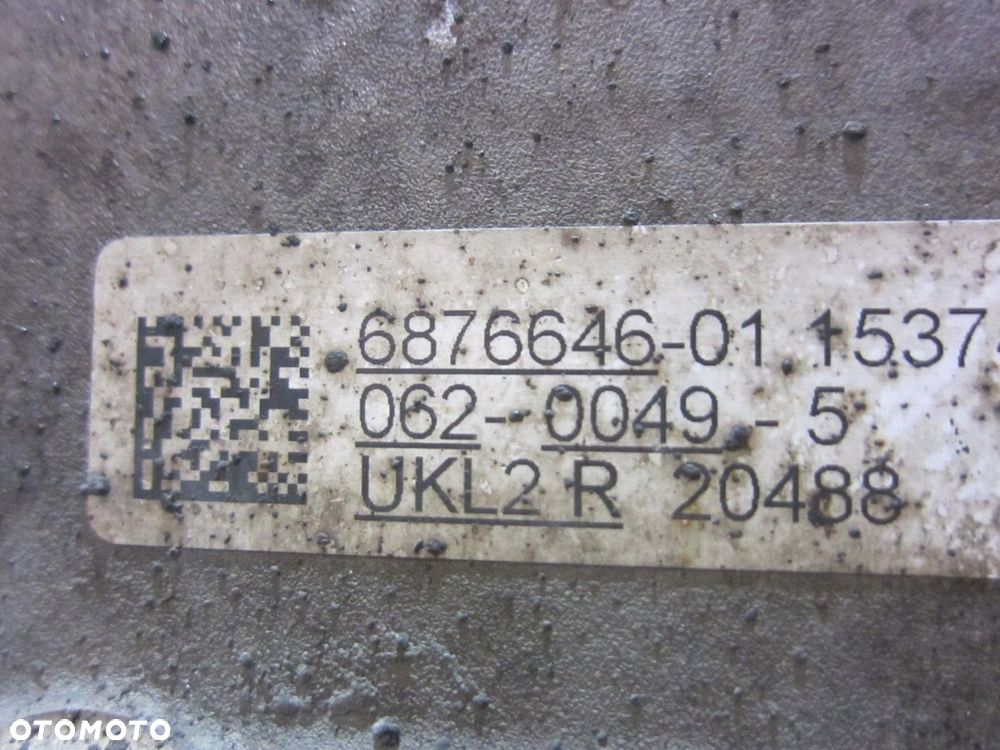 6876646-01 1537
062- 0049 - 5
UKL2 R 20488
OTOMOTO